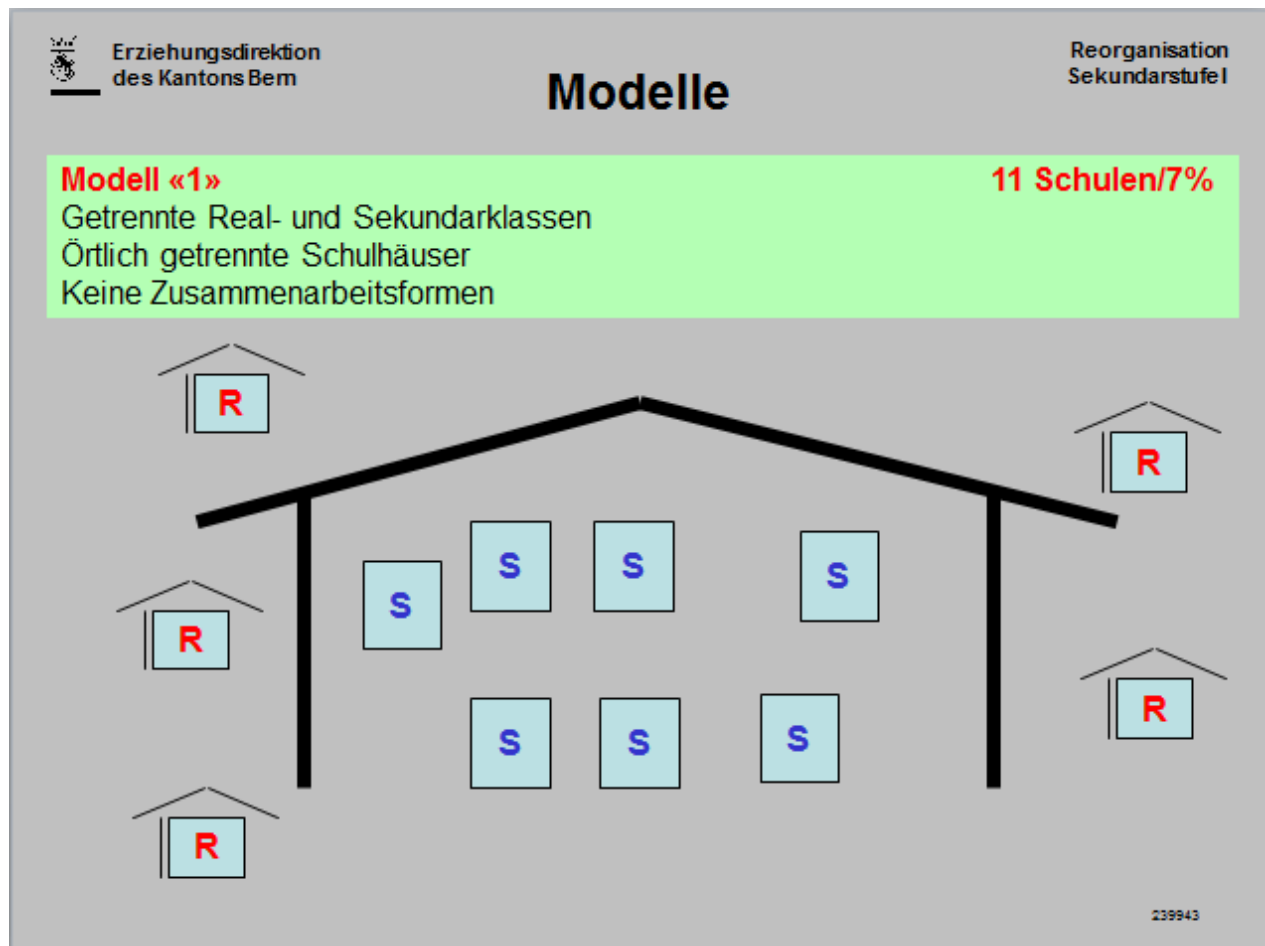 Erziehungsdirektion
des Kantons Bern
Reorganisation
Sekundarstufe I
Modelle
Modell «1» 11 Schulen/7%
Getrennte Real- und Sekundarklassen
Örtlich getrennte Schulhäuser
Keine Zusammenarbeitsformen
R
R
S
S
S
S
R
R
S
S
S
R
239943